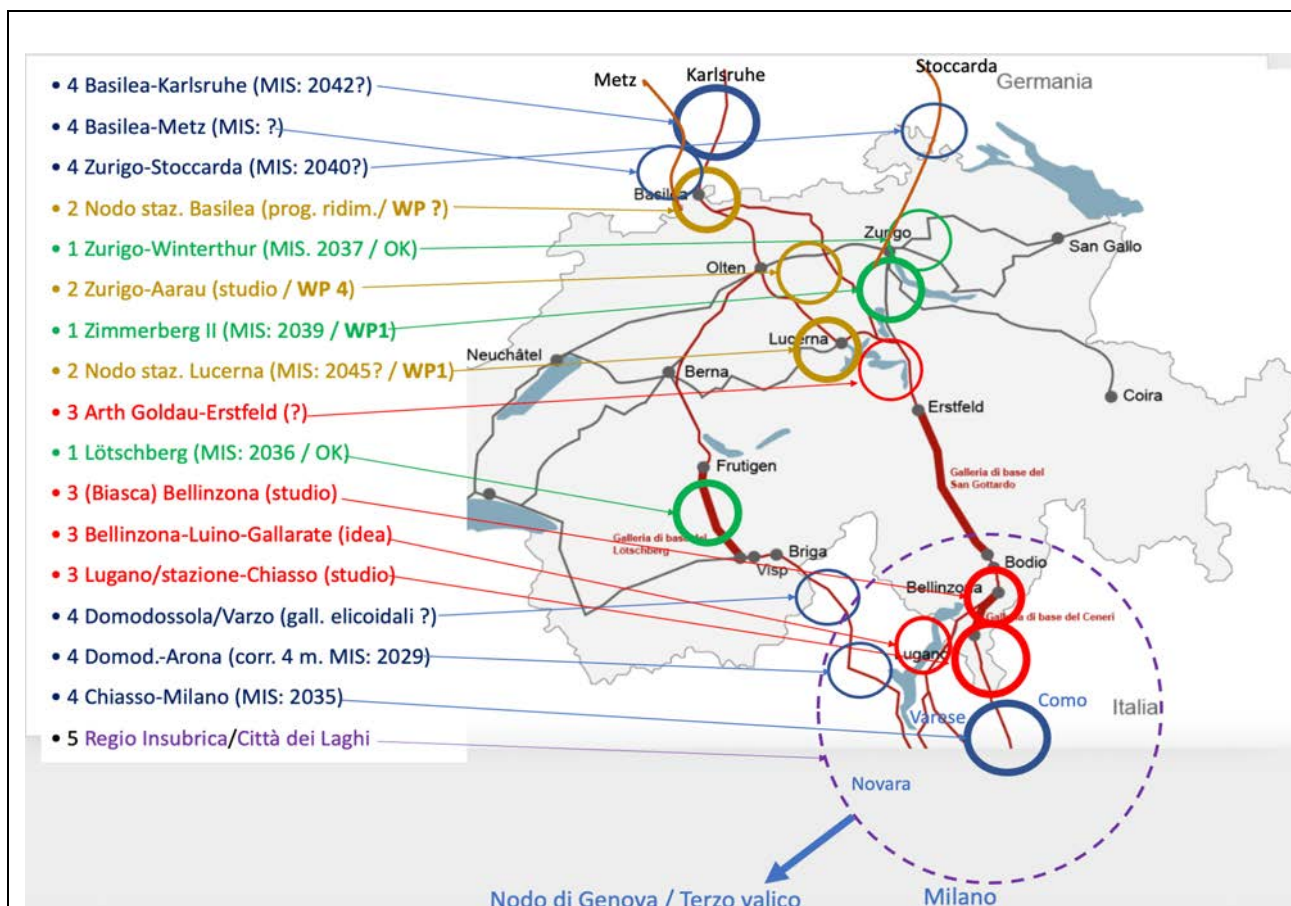 • 4 Basilea-Karlsruhe (MIS: 2042?)
• 4 Basilea-Metz (MIS: ?)
• 4 Zurigo-Stoccarda (MIS: 2040?)
• 2 Nodo staz. Basilea (prog. ridim./ WP ?)
• 1 Zurigo-Winterthur (MIS. 2037 / OK)
• 2 Zurigo-Aarau (studio / WP 4)
• 1 Zimmerberg II (MIS: 2039 / WP1)
• 2 Nodo staz. Lucerna (MIS: 2045? / WP1)
• 3 Arth Goldau-Erstfeld (?)
• 1 Lötschberg (MIS: 2036 / OK)
• 3 (Biasca) Bellinzona (studio)
• 3 Bellinzona-Luino-Gallarate (idea)
• 3 Lugano/stazione-Chiasso (studio)
• 4 Domodossola/Varzo (gall. elicoidali ?)
• 4 Domod.-Arona (corr. 4 m. MIS: 2029)
• 4 Chiasso-Milano (MIS: 2035)
• 5 Regio Insubrica/Città dei Laghi
Metz
Karlsruhe
Stoccarda
Germania
Basilea
Zurigo
San Gallo
Olten
Lucerna
Neuchâtel
Berna
Coira
Erstfeld
Frutigen
Galleria di base del
San Gottardo
Galleria di base del
Lötschberg
Briga
Visp
Bodio
Bellinzona
Galleria di base del Ceneri
Lugano
Como
Italia
Varese
Novara
Nodo di Genova / Terzo valico
Milano